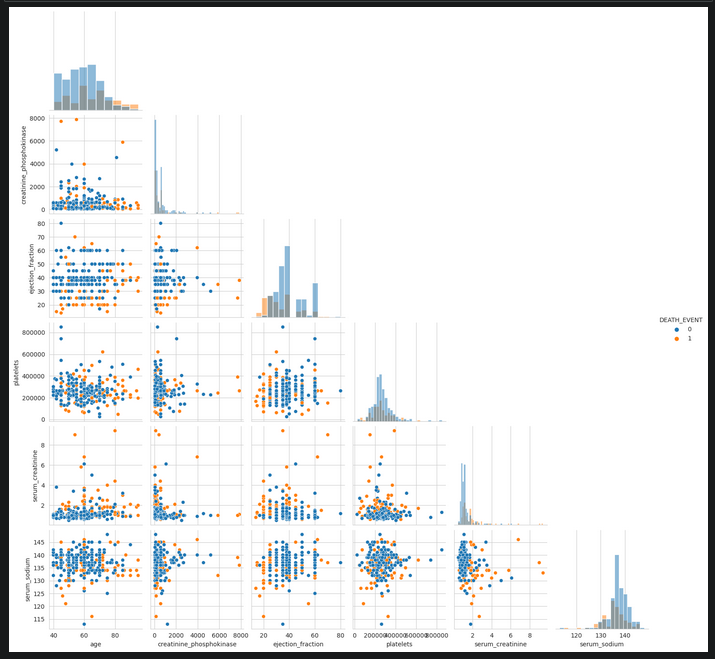 8000
6000
4000
2000
0
creatinine_phosphokinase
80
70
60
50
40
30
20
ejection_fraction
800000
600000
400000
200000
0
platelets
DEATH_EVENT
0
1
8
6
4
2
serum_creatinine
145
140
135
130
125
120
115
serum_sodium
40 60 80
0 2000 4000 6000 8000
20 40 60 80
0 200000 400000 600000 800000
2 4 6 8
120 130 140
age creatinine_phosphokinase ejection_fraction platelets serum_creatinine serum_sodium